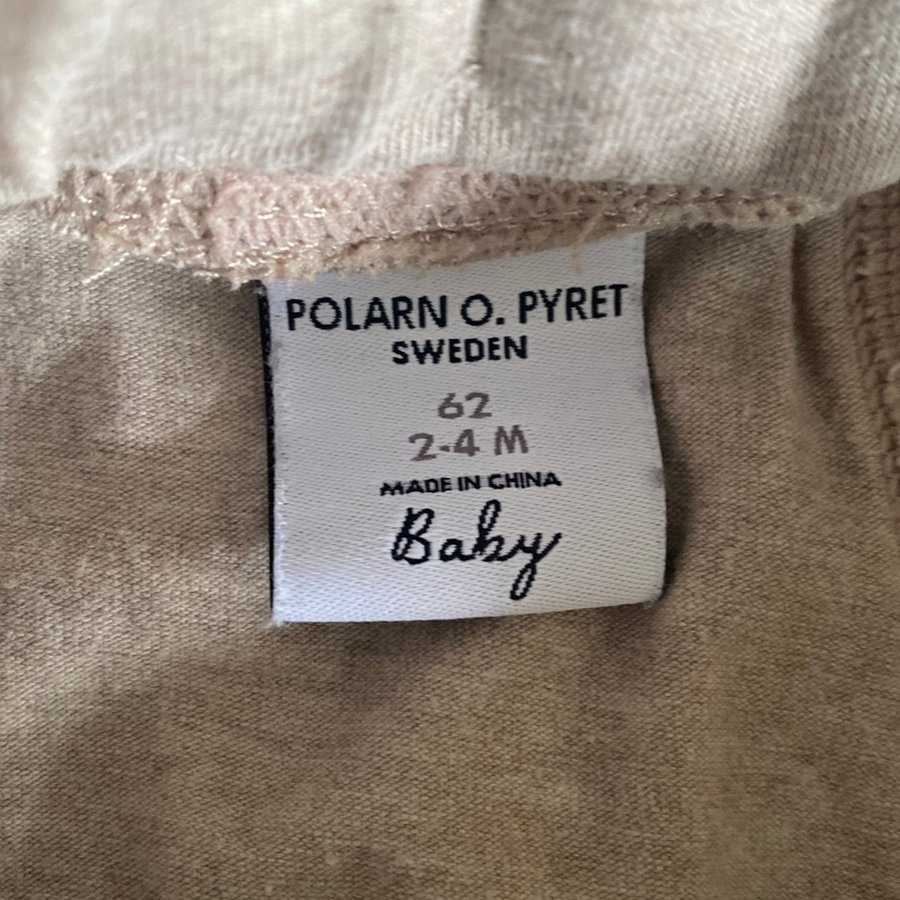 POLARN O. PYRET
SWEDEN
62
2-4 M
MADE IN CHINA
Baby